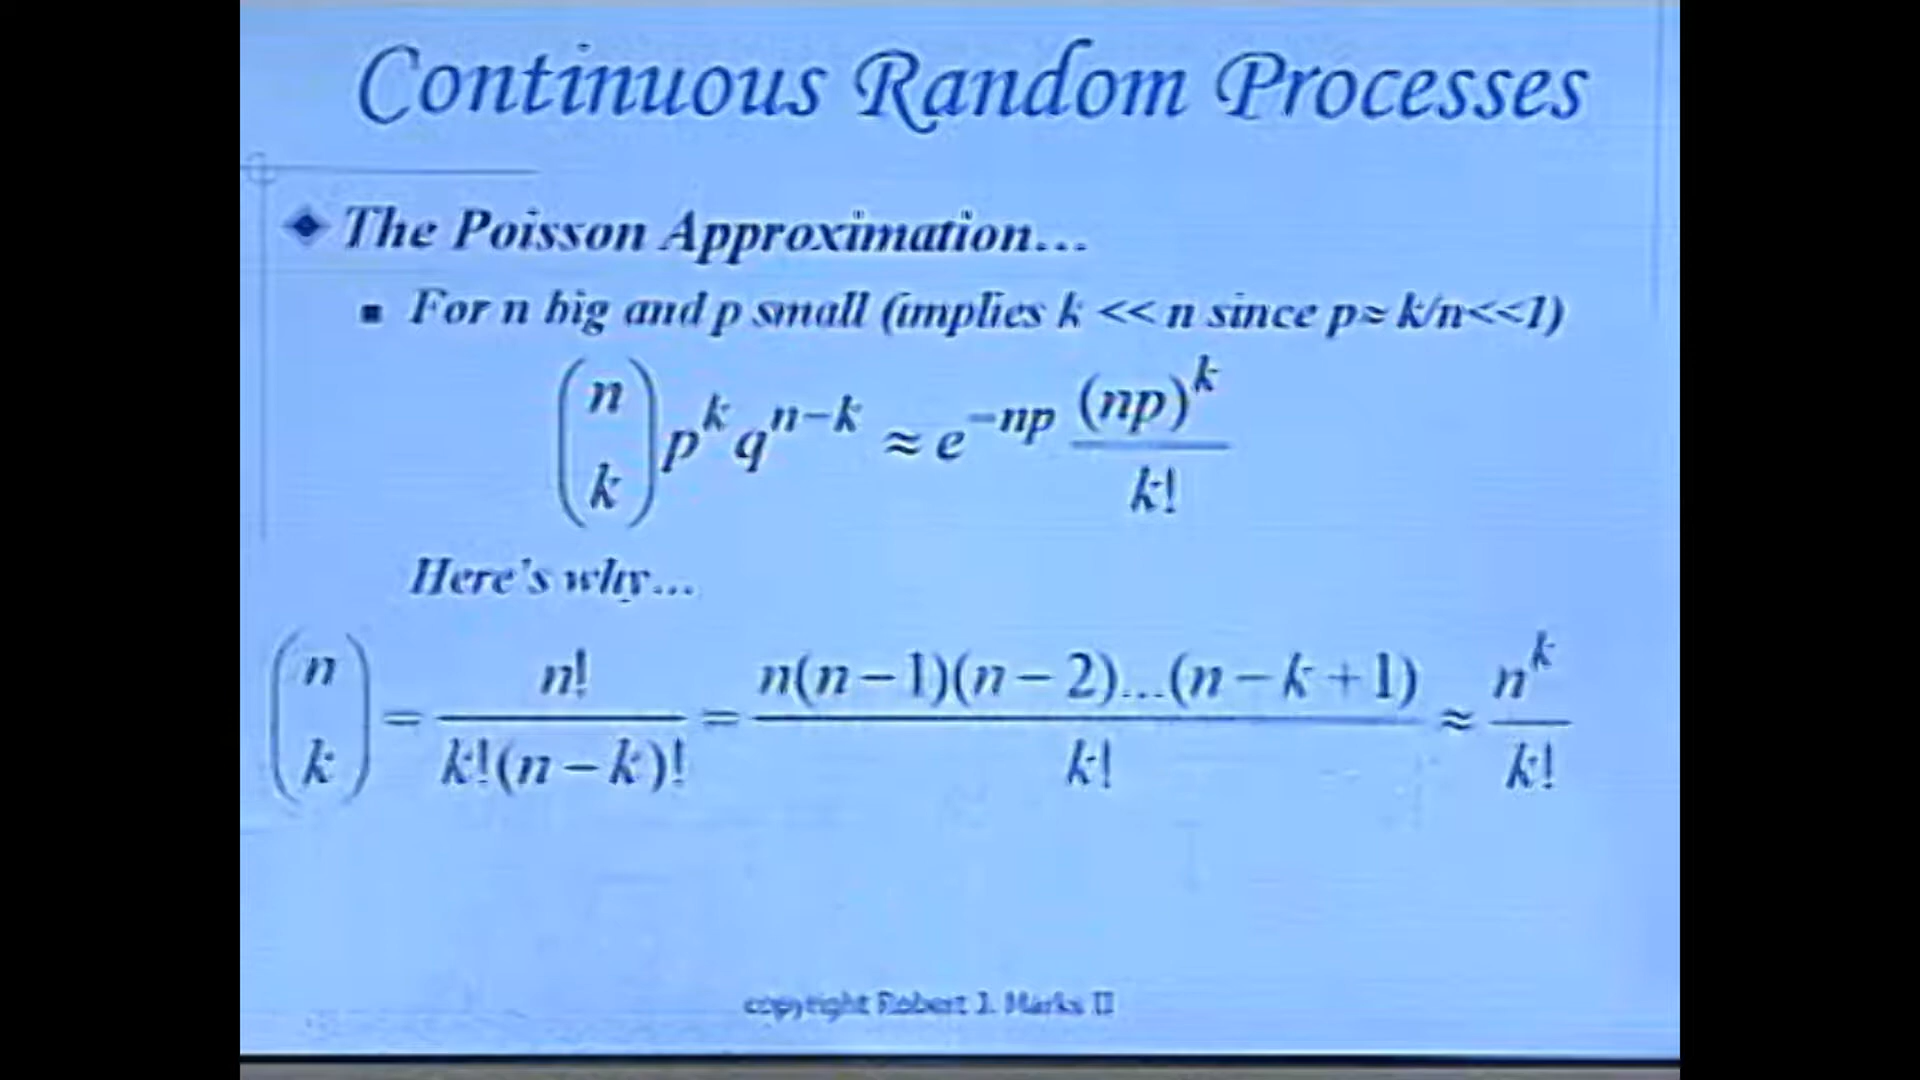 Continuous Random Processes
The Poisson Approximation...
For n big and p small (implies k << n since p≈ k/n<<1)
(n k) p^k q^{n-k} ≈ e^{-np} (np)^k / k!
Here's why...
(n k) = n! / k!(n-k)! = n(n-1)(n-2)...(n-k+1) / k! ≈ n^k / k!
copyright Robert J. Marks II